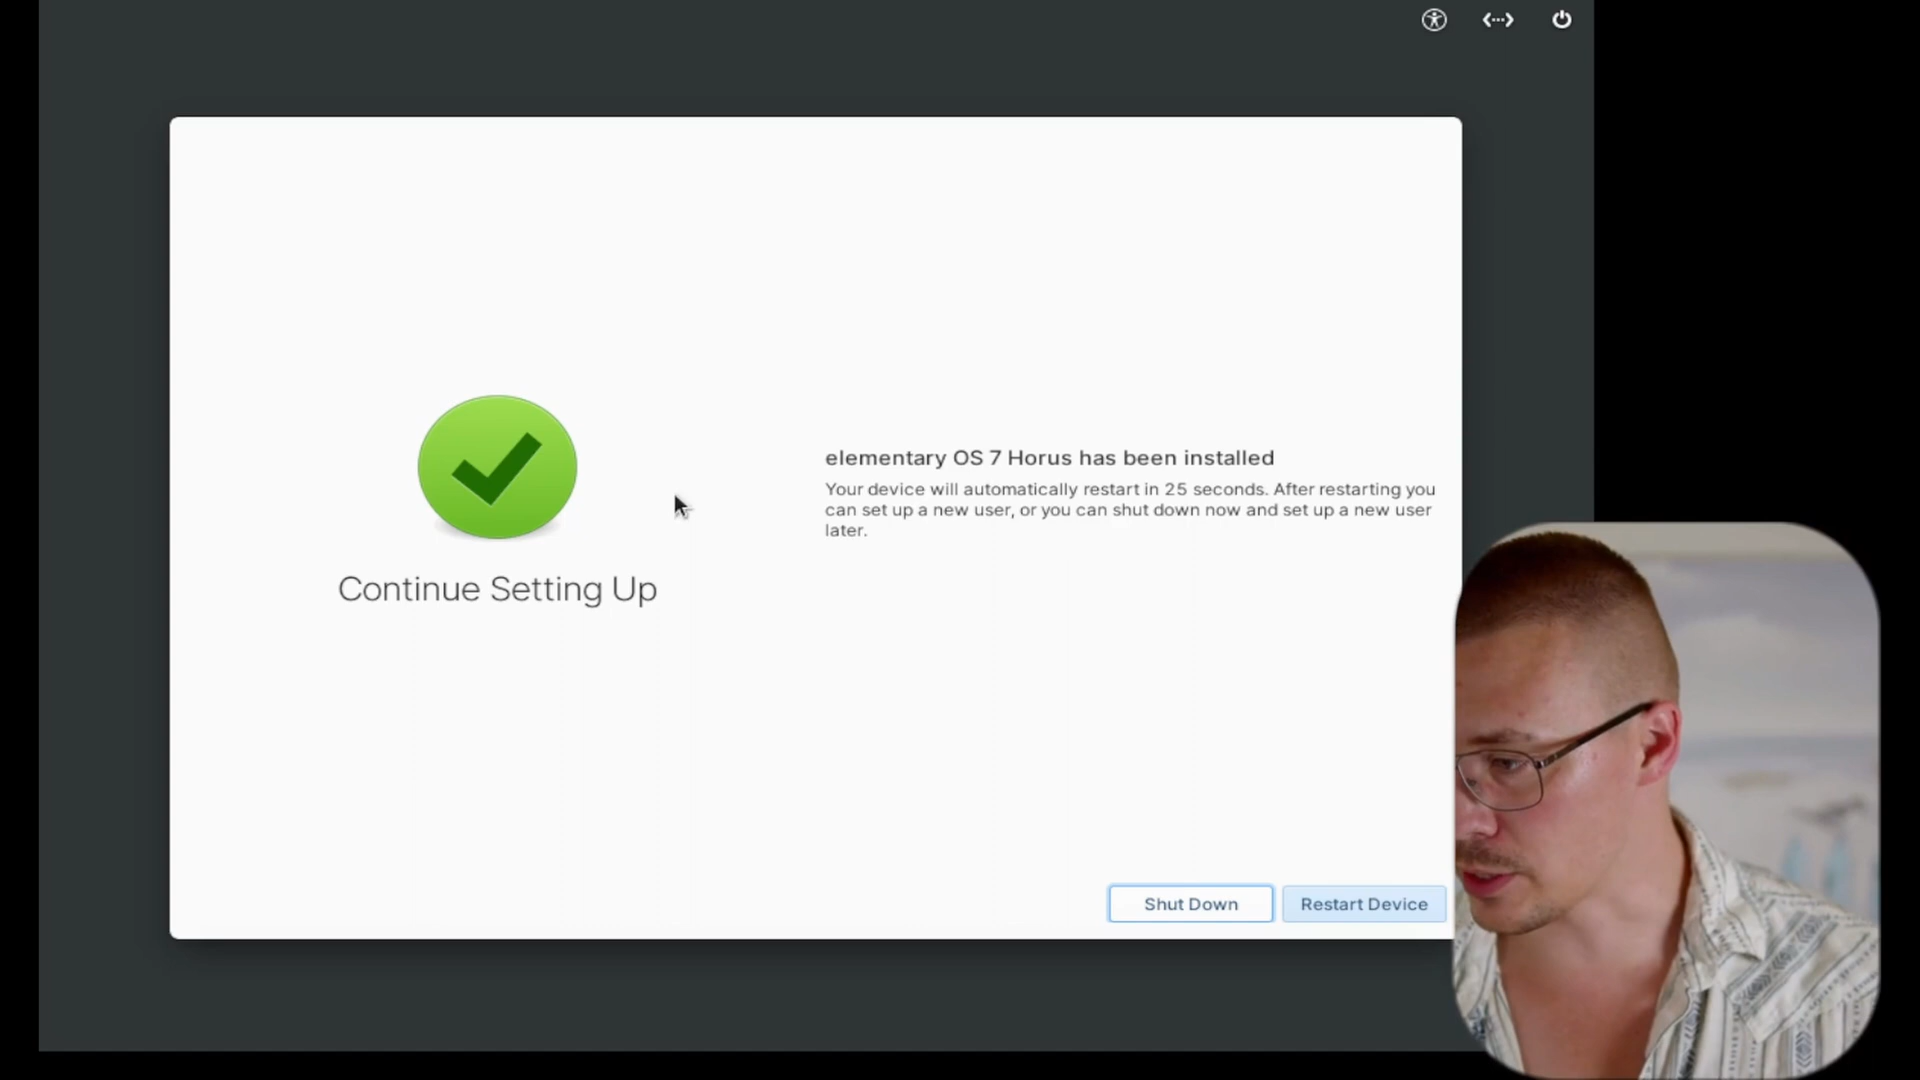 elementary OS 7 Horus has been installed
Your device will automatically restart in 25 seconds. After restarting you
can set up a new user, or you can shut down now and set up a new user
later.
Continue Setting Up
Shut Down
Restart Device